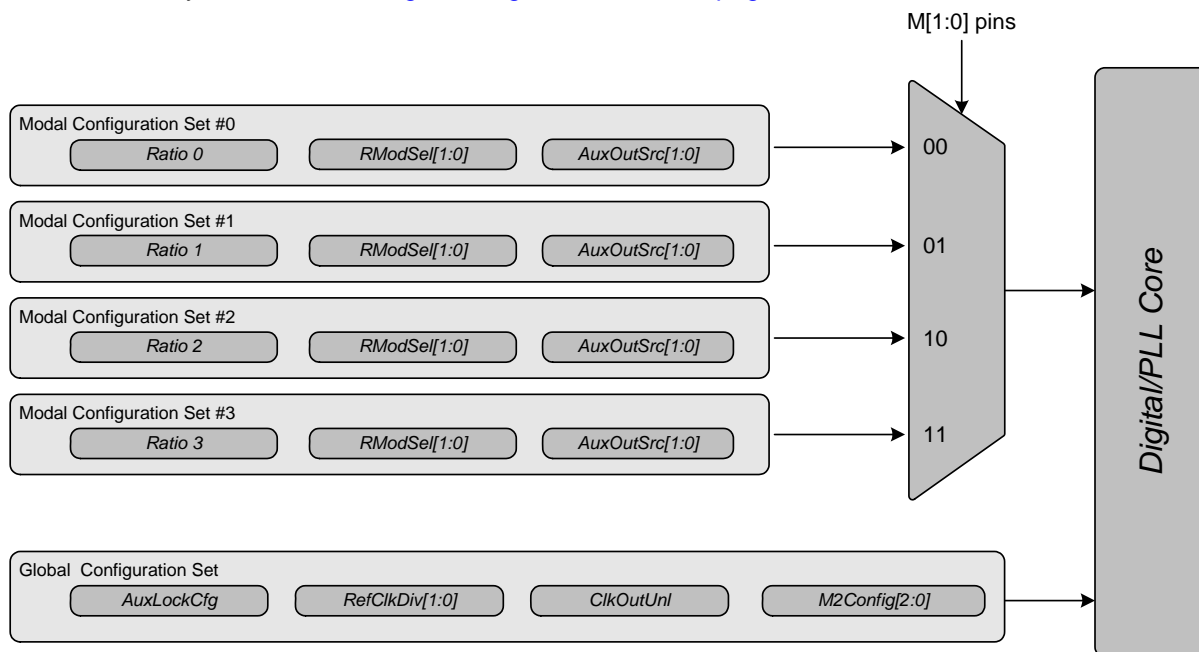 M[1:0] pins
Modal Configuration Set #0
Ratio 0 RModSel[1:0] AuxOutSrc[1:0]
00
Modal Configuration Set #1
Ratio 1 RModSel[1:0] AuxOutSrc[1:0]
01
Modal Configuration Set #2
Ratio 2 RModSel[1:0] AuxOutSrc[1:0]
10
Modal Configuration Set #3
Ratio 3 RModSel[1:0] AuxOutSrc[1:0]
11
Digital/PLL Core
Global Configuration Set
AuxLockCfg RefClkDiv[1:0] ClkOutUnl M2Config[2:0]